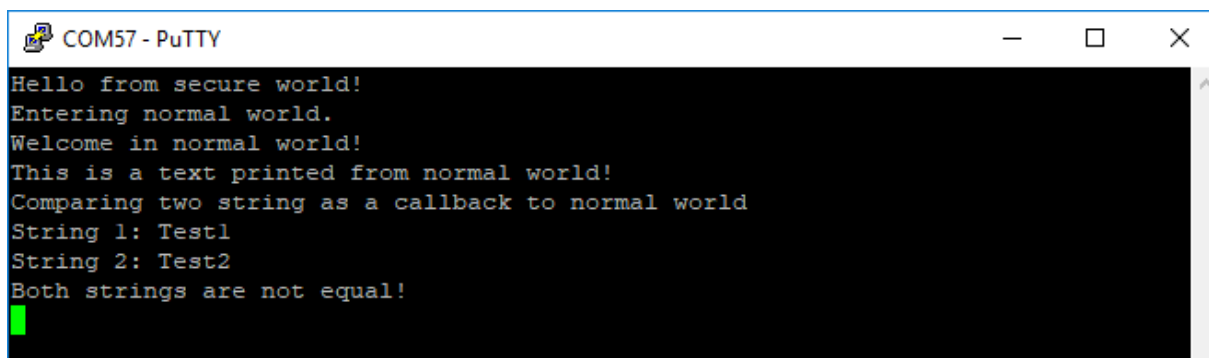 COM57 - PuTTY
Hello from secure world!
Entering normal world.
Welcome in normal world!
This is a text printed from normal world!
Comparing two string as a callback to normal world
String 1: Test1
String 2: Test2
Both strings are not equal!